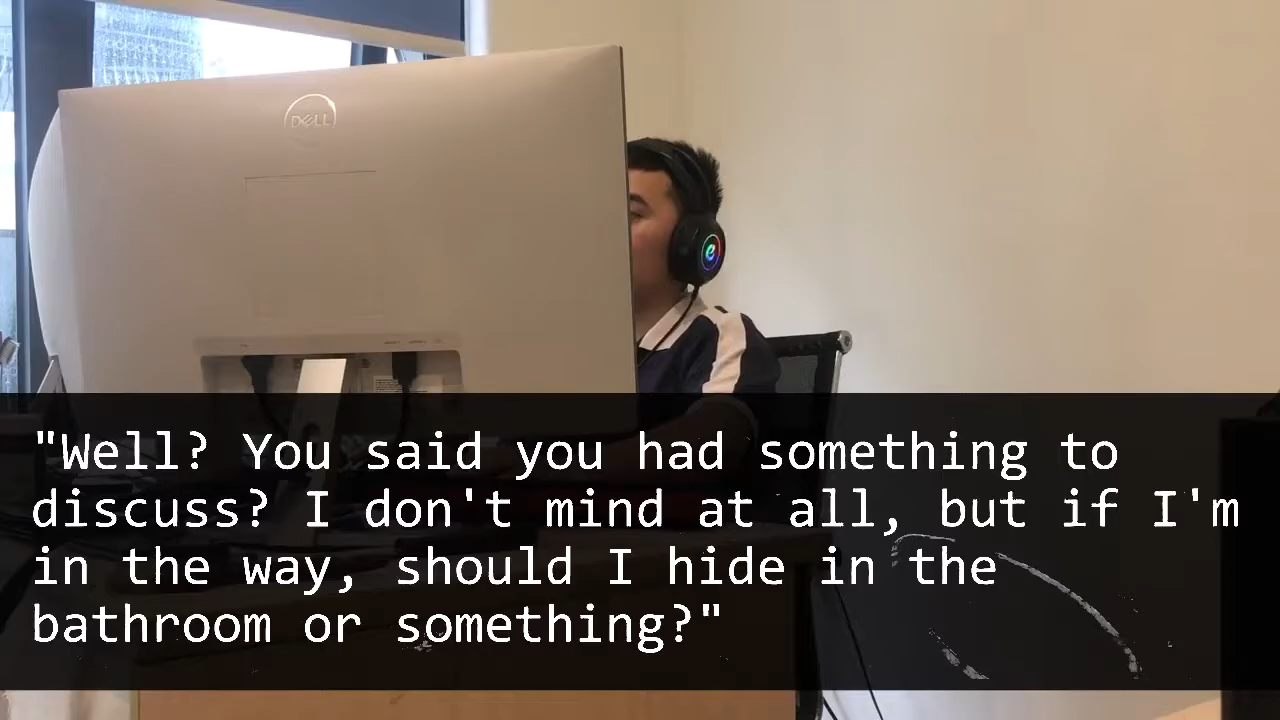 DELL
"Well? You said you had something to
discuss? I don't mind at all, but if I'm
in the way, should I hide in the
bathroom or something?"